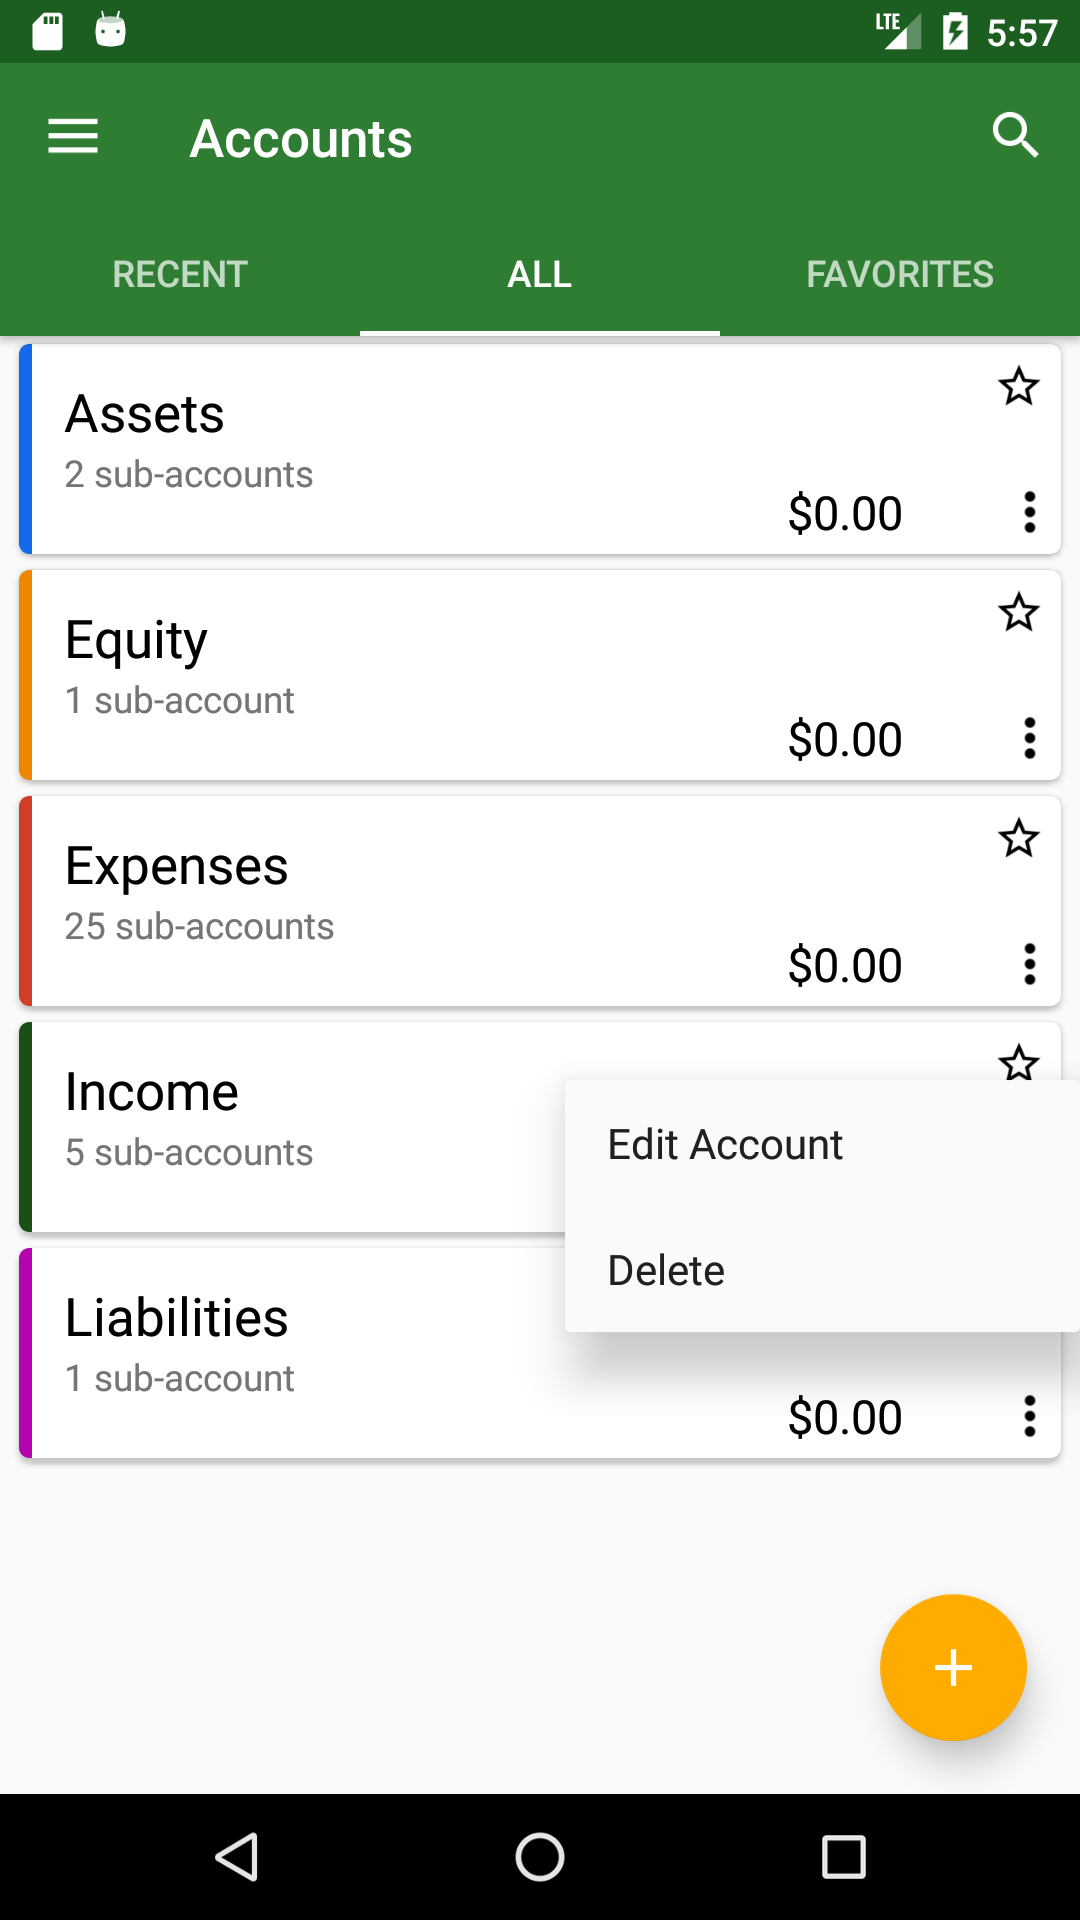 LTE 5:57
Accounts
RECENT ALL FAVORITES
Assets
2 sub-accounts
$0.00
Equity
1 sub-account
$0.00
Expenses
25 sub-accounts
$0.00
Income
5 sub-accounts
Edit Account
Delete
Liabilities
1 sub-account
$0.00